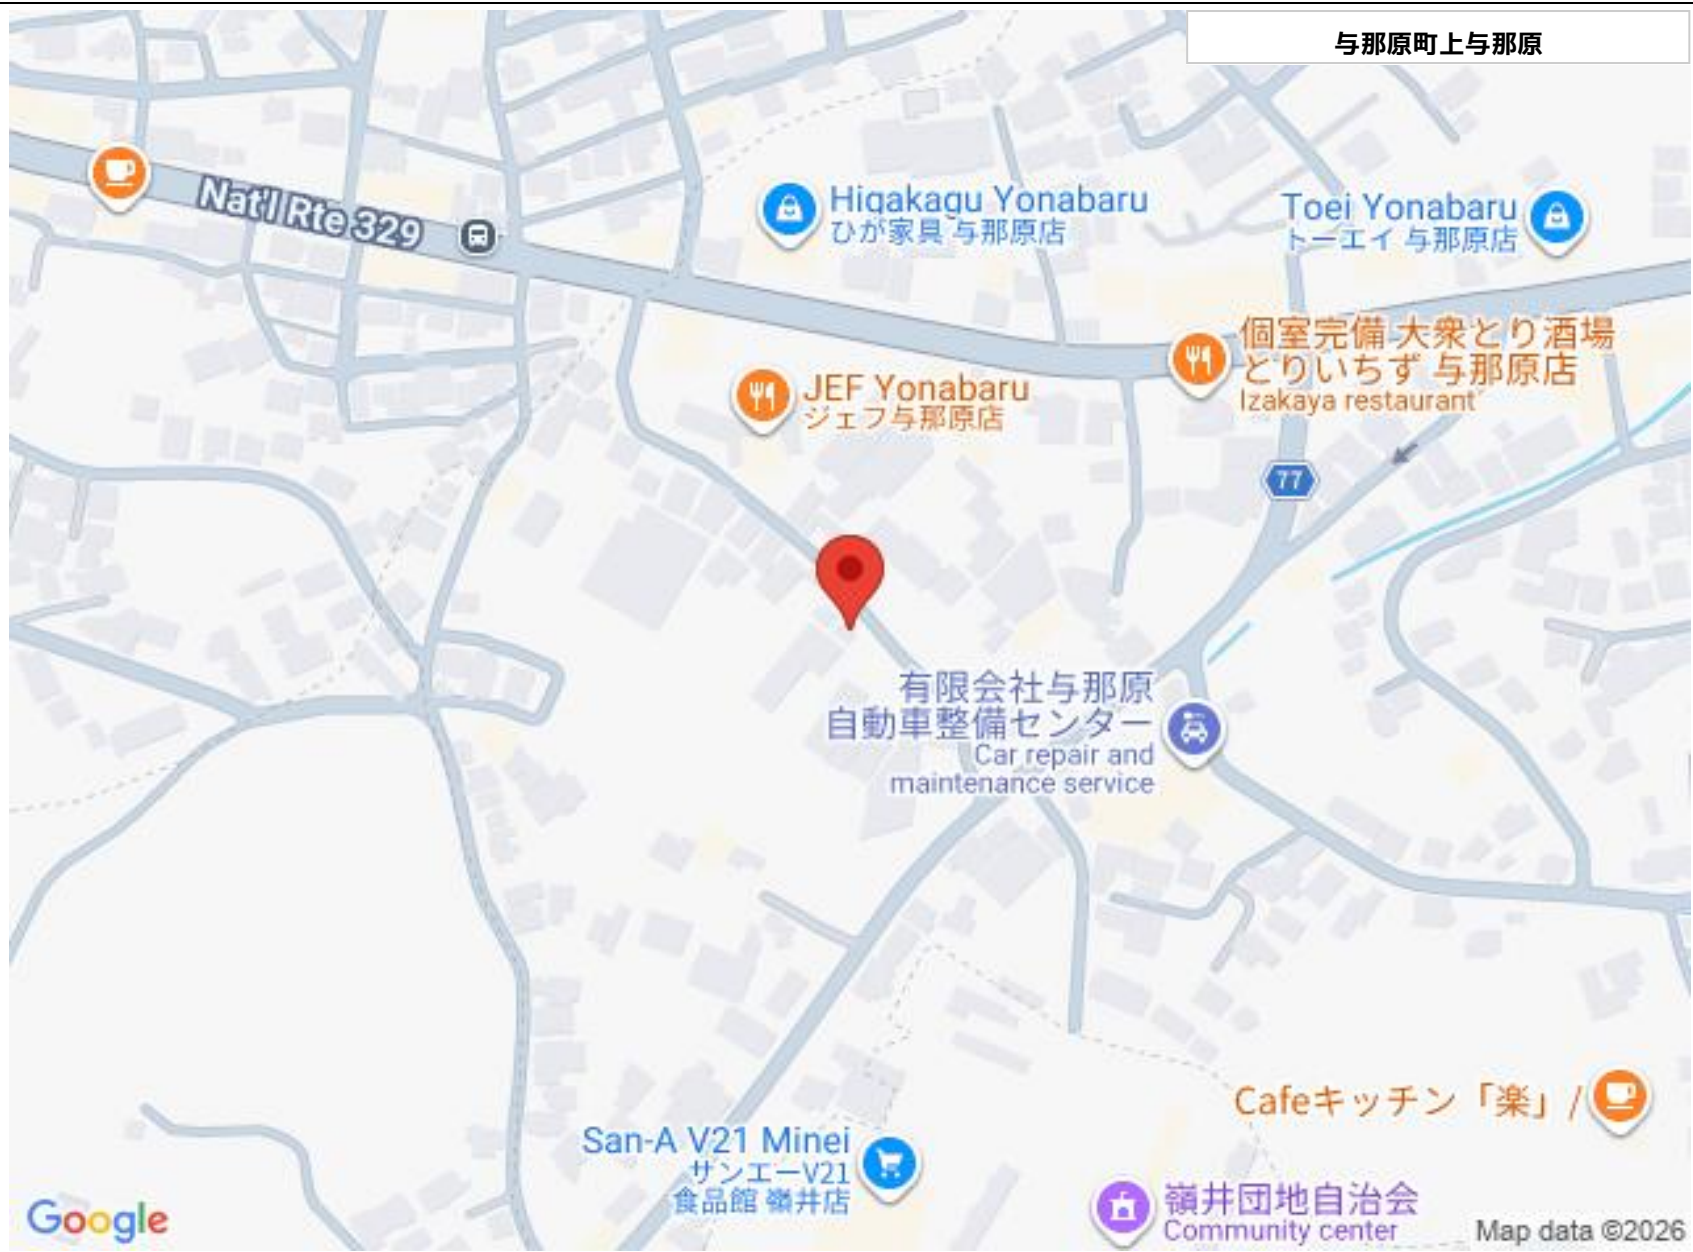 与那原町上与那原
Nat'l Rte 329
Higakagu Yonabaru
ひが家具 与那原店
Toei Yonabaru
トーエイ 与那原店
個室完備 大衆とり酒場
とりいちず 与那原店
Izakaya restaurant
JEF Yonabaru
ジェフ与那原店
77
有限会社与那原
自動車整備センター
Car repair and
maintenance service
Cafeキッチン「楽」/
San-A V21 Minei
サンエーV21
食品館 嶺井店
嶺井団地自治会
Community center
Google
Map data ©2026